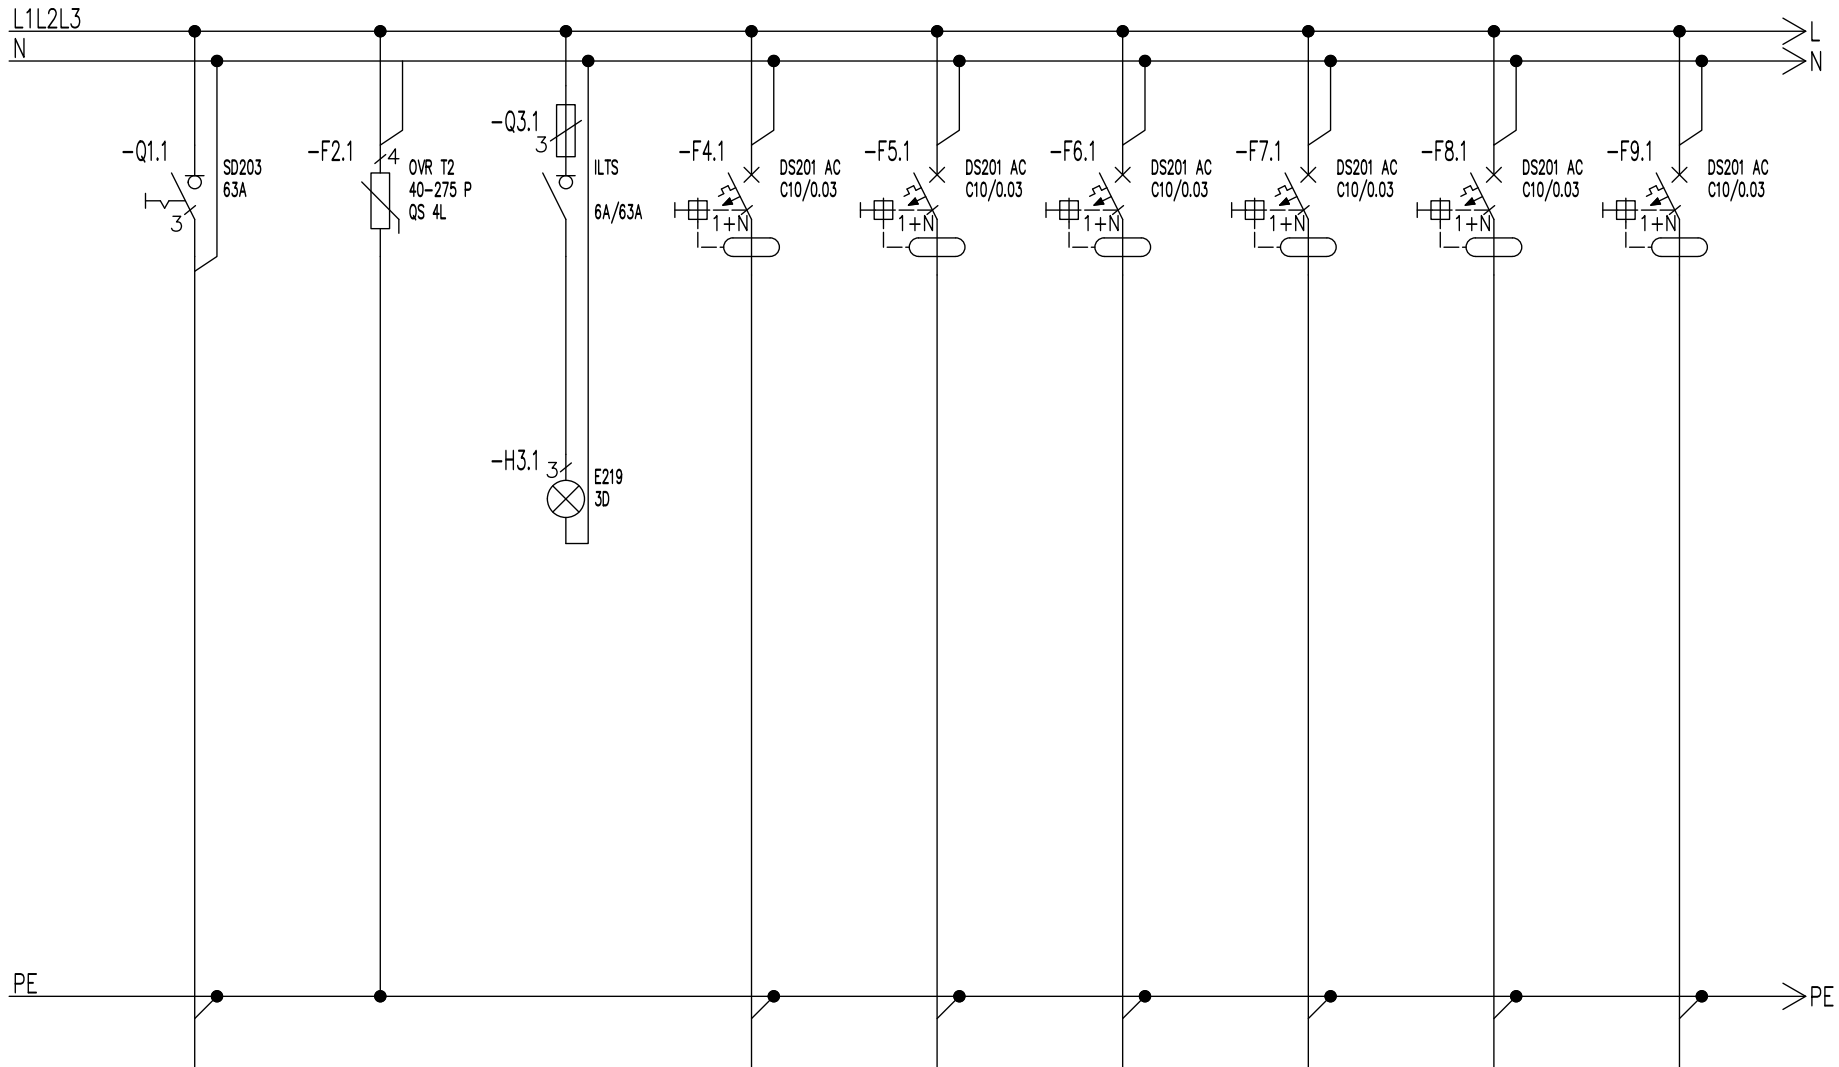 L1L2L3
L
N
N
-Q1.1
SD203
63A
3
-F2.1
4
OVR T2
40-275 P
QS 4L
-Q3.1
3
ILTS
6A/63A
-H3.1
3
E219
3D
-F4.1
DS201 AC
C10/0.03
1+N
-F5.1
DS201 AC
C10/0.03
1+N
-F6.1
DS201 AC
C10/0.03
1+N
-F7.1
DS201 AC
C10/0.03
1+N
-F8.1
DS201 AC
C10/0.03
1+N
-F9.1
DS201 AC
C10/0.03
1+N
PE
PE